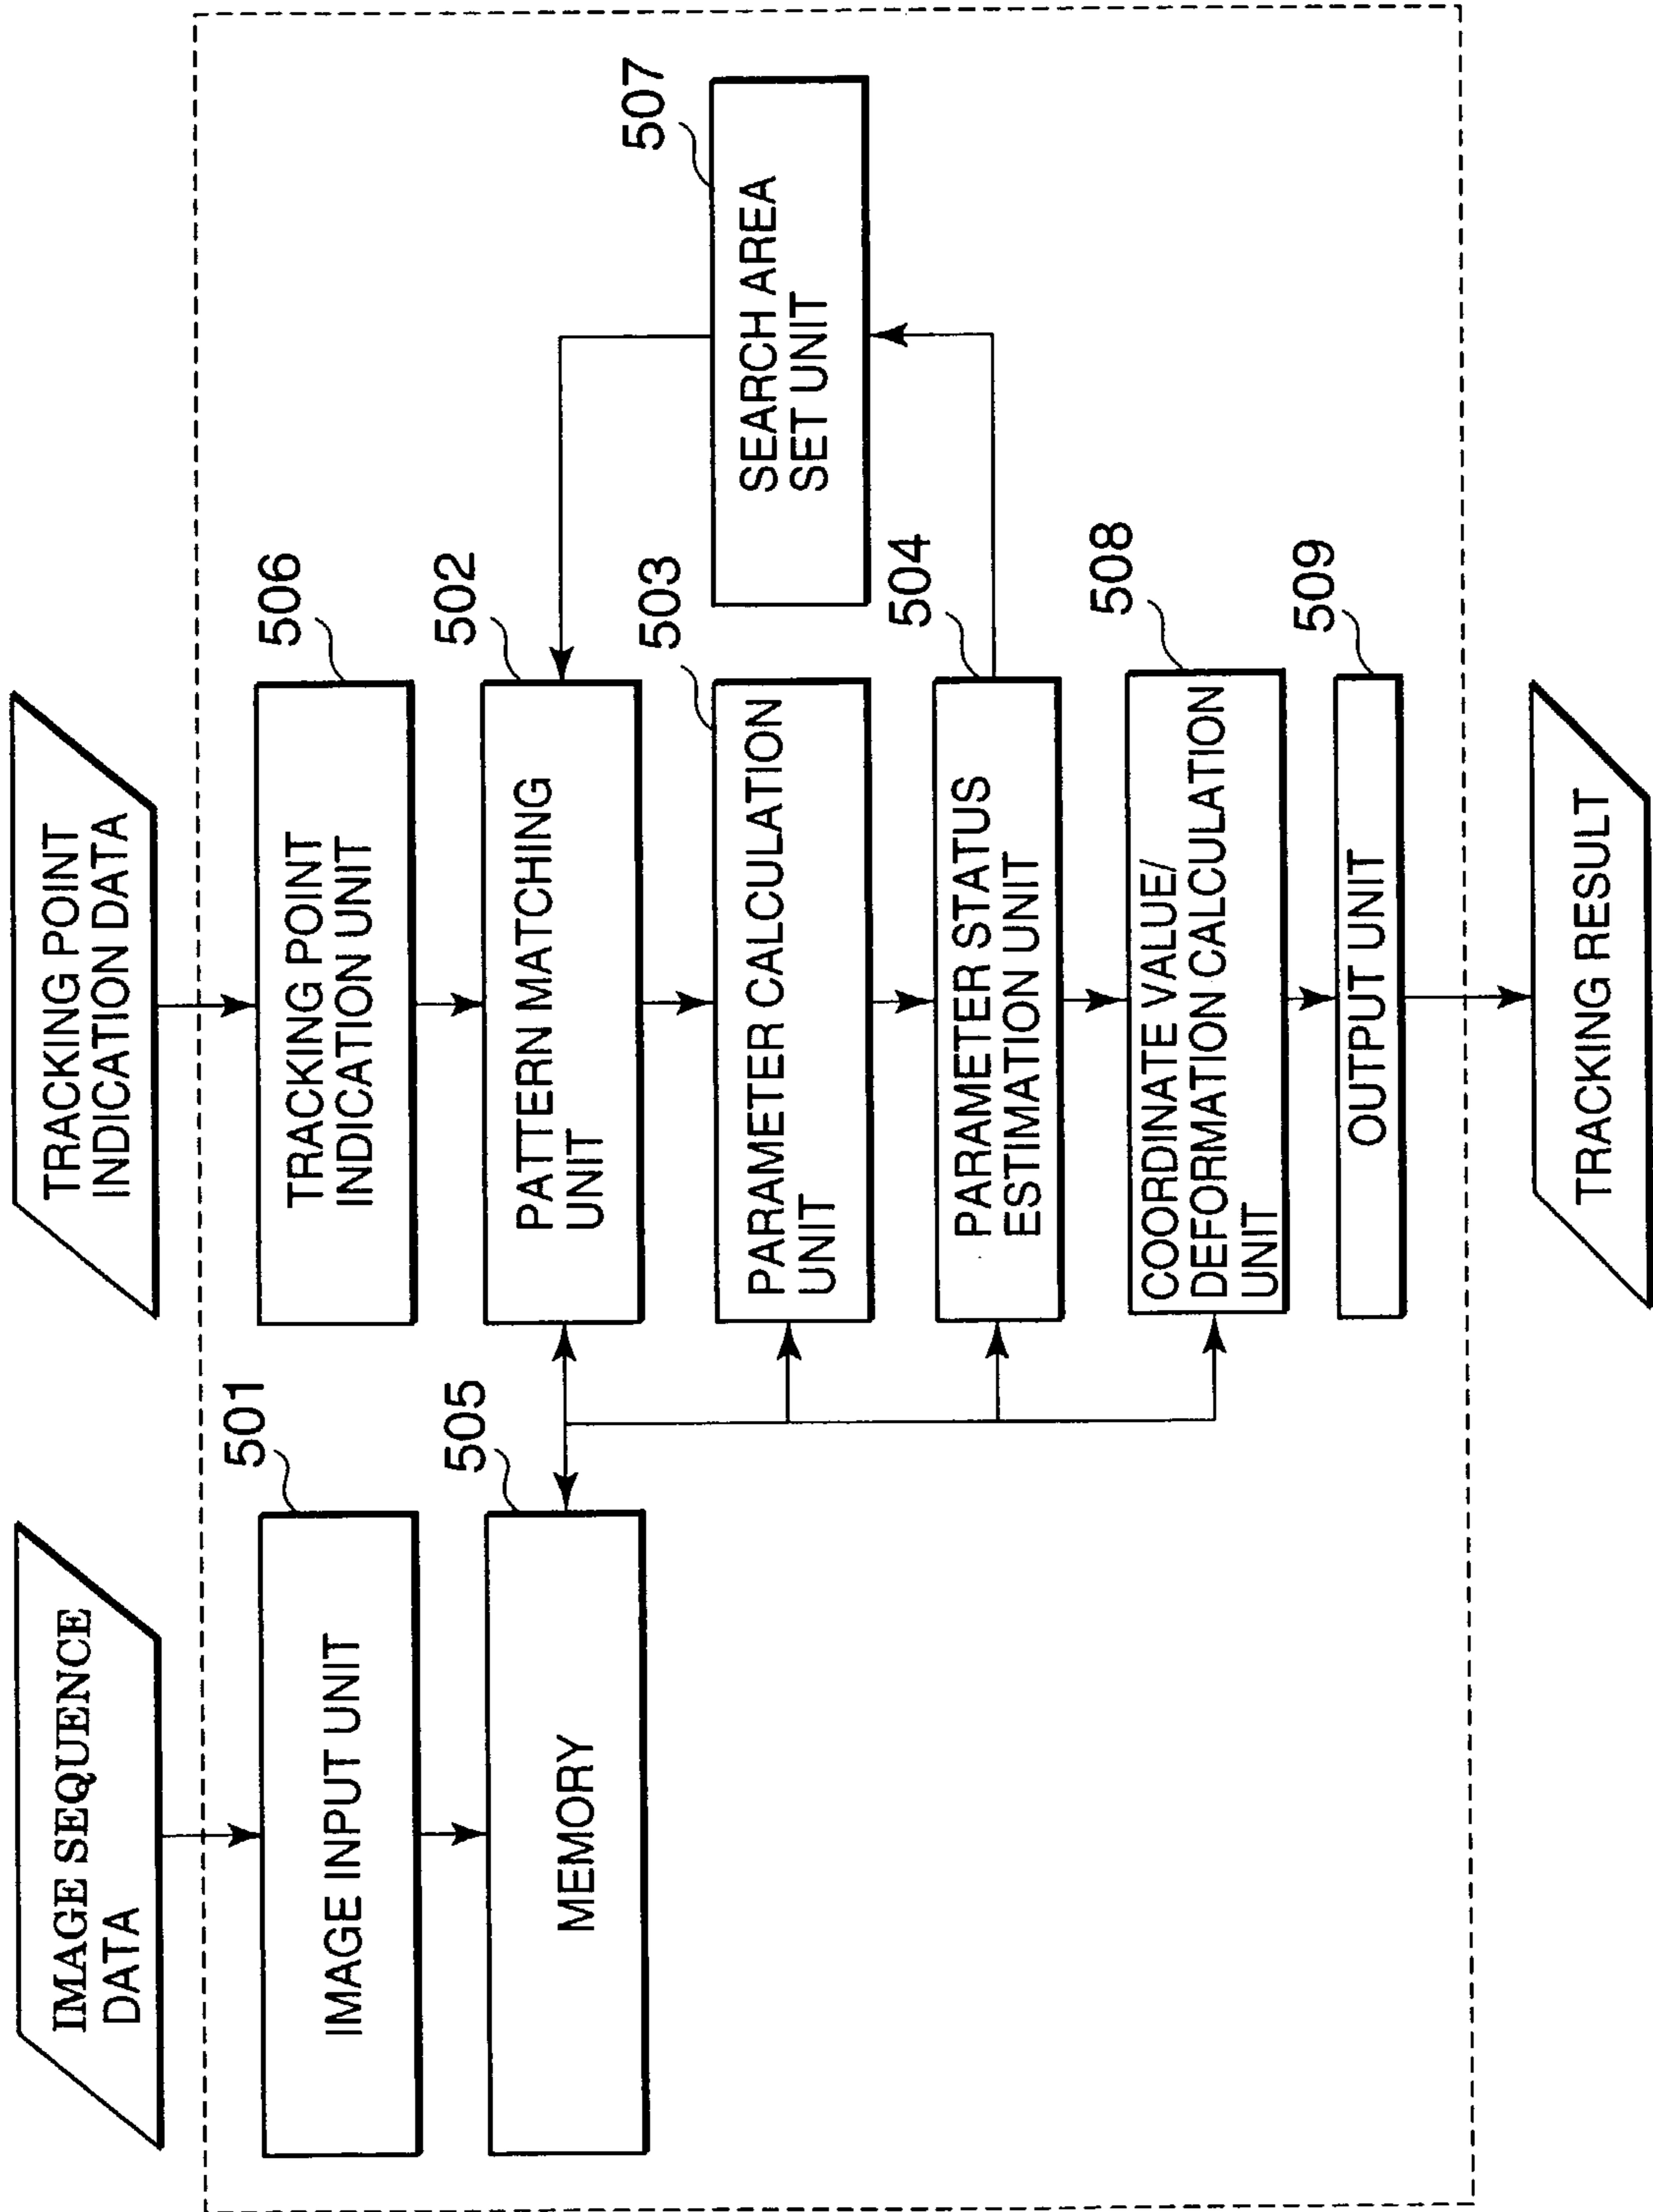 IMAGE SEQUENCE
DATA
501
IMAGE INPUT UNIT
505
MEMORY
TRACKING POINT
INDICATION DATA
506
TRACKING POINT
INDICATION UNIT
502
PATTERN MATCHING
UNIT
503
PARAMETER CALCULATION
UNIT
504
PARAMETER STATUS
ESTIMATION UNIT
508
COORDINATE VALUE/
DEFORMATION CALCULATION
UNIT
509
OUTPUT UNIT
TRACKING RESULT
507
SEARCH AREA
SET UNIT